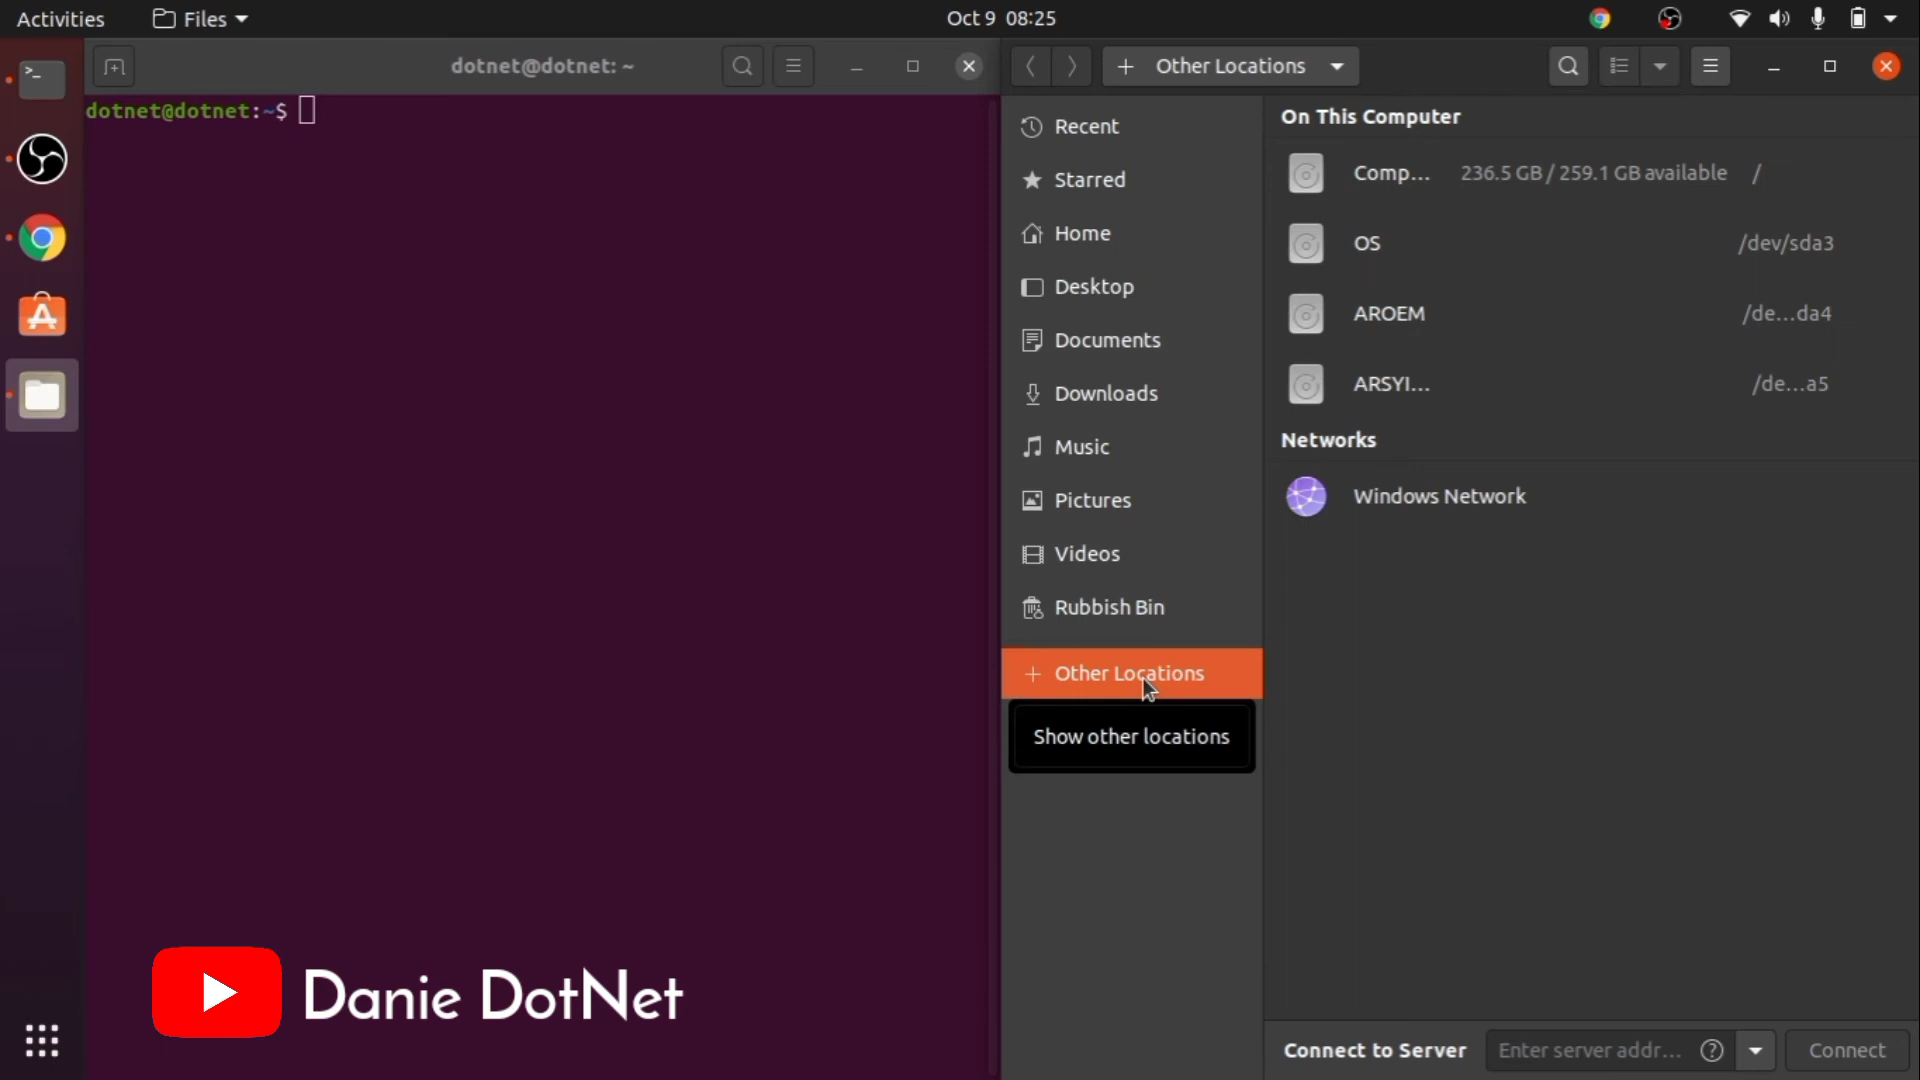 Activities
Files
Oct 9 08:25
dotnet@dotnet: ~
dotnet@dotnet:~$
Other Locations
Recent
Starred
Home
Desktop
Documents
Downloads
Music
Pictures
Videos
Rubbish Bin
Other Locations
Show other locations
On This Computer
Comp... 236.5 GB / 259.1 GB available /
OS /dev/sda3
AROEM /de...da4
ARSYI... /de...a5
Networks
Windows Network
Connect to Server Enter server addr... Connect
Danie DotNet